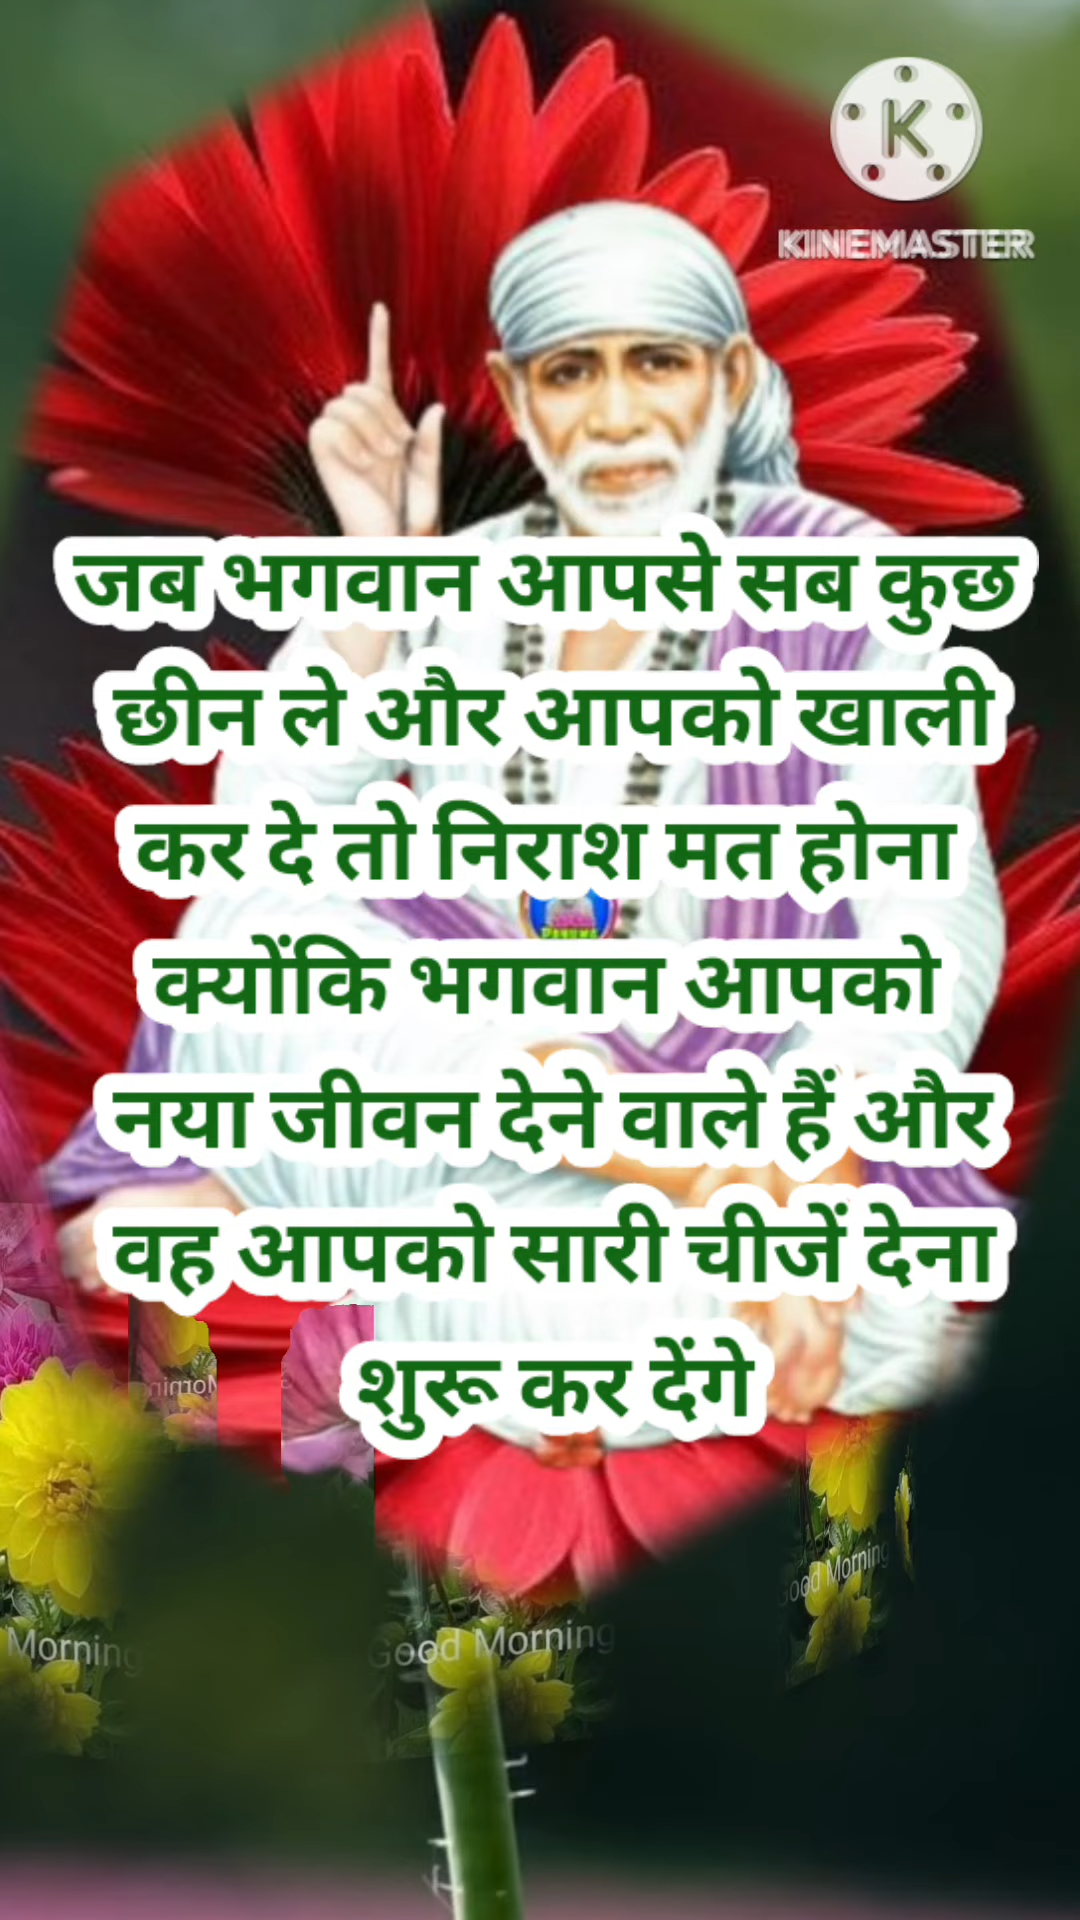 KINEMASTER
जब भगवान आपसे सब कुछ
छीन ले और आपको खाली
कर दे तो निराश मत होना
क्योंकि भगवान आपको
नया जीवन देने वाले हैं और
वह आपको सारी चीजें देना
शुरू कर देंगे
Good Morning
Morning
Good Morning